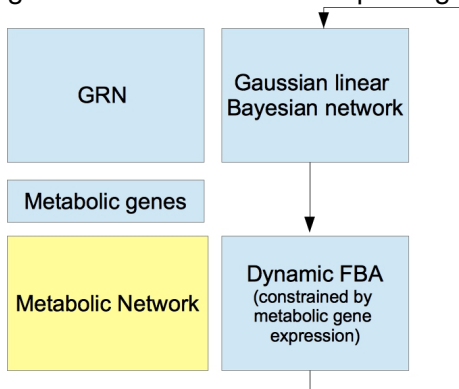 GRN
Gaussian linear
Bayesian network
Metabolic genes
Metabolic Network
Dynamic FBA
(constrained by
metabolic gene
expression)